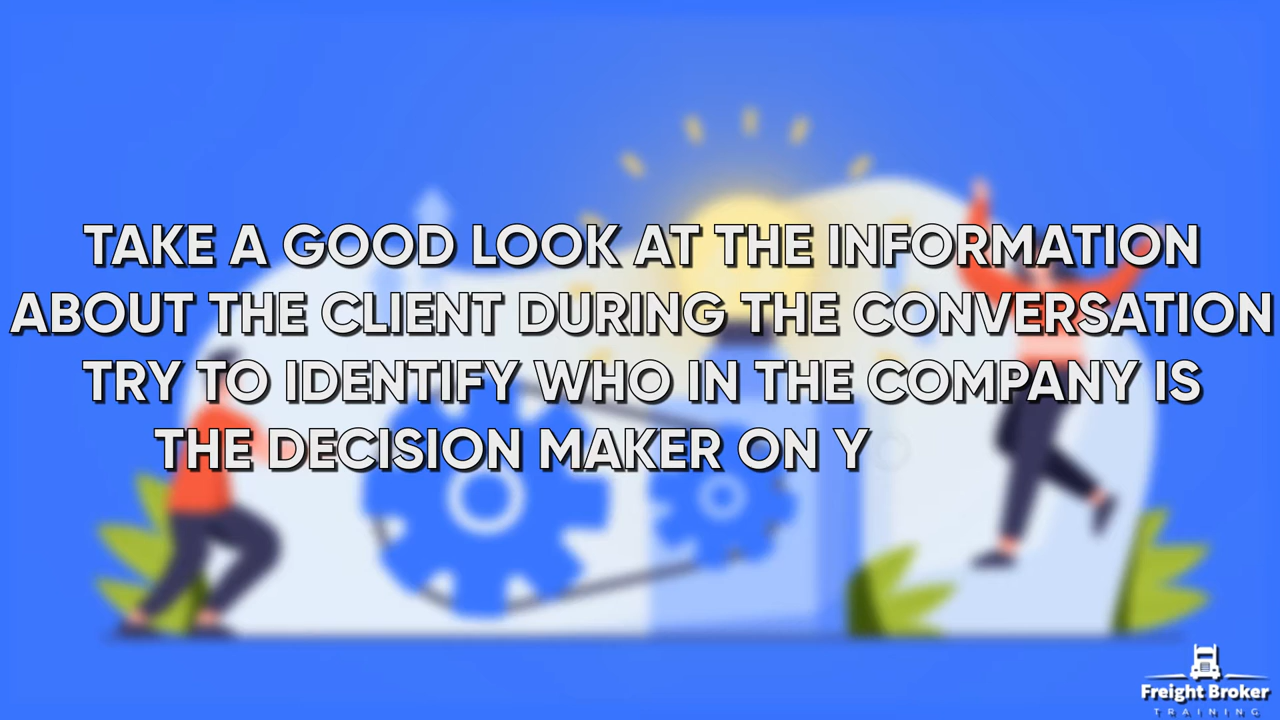 TAKE A GOOD LOOK AT THE INFORMATION
ABOUT THE CLIENT DURING THE CONVERSATION
TRY TO IDENTIFY WHO IN THE COMPANY IS
THE DECISION MAKER ON Y
Freight Broker
TRAINING